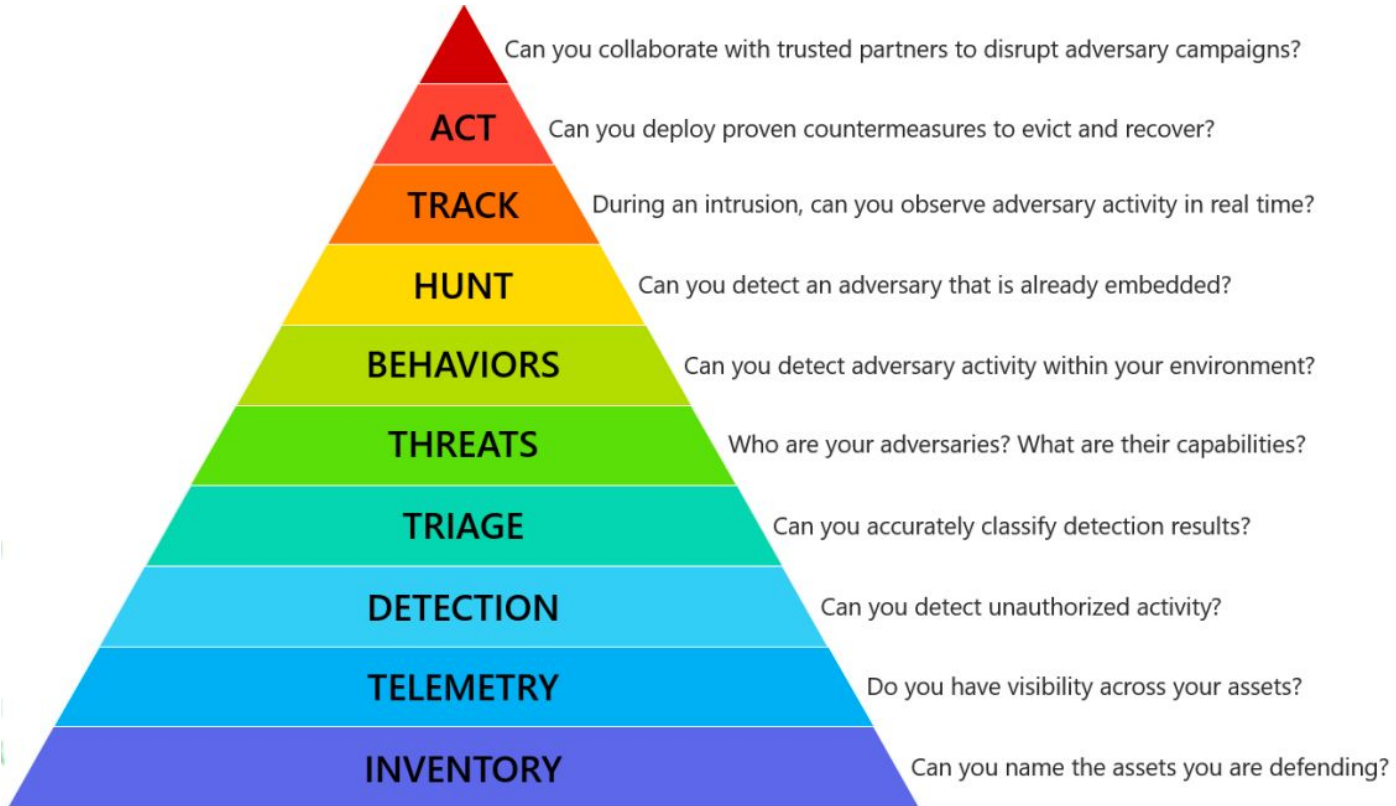 Can you collaborate with trusted partners to disrupt adversary campaigns?
ACT Can you deploy proven countermeasures to evict and recover?
TRACK During an intrusion, can you observe adversary activity in real time?
HUNT Can you detect an adversary that is already embedded?
BEHAVIORS Can you detect adversary activity within your environment?
THREATS Who are your adversaries? What are their capabilities?
TRIAGE Can you accurately classify detection results?
DETECTION Can you detect unauthorized activity?
TELEMETRY Do you have visibility across your assets?
INVENTORY Can you name the assets you are defending?